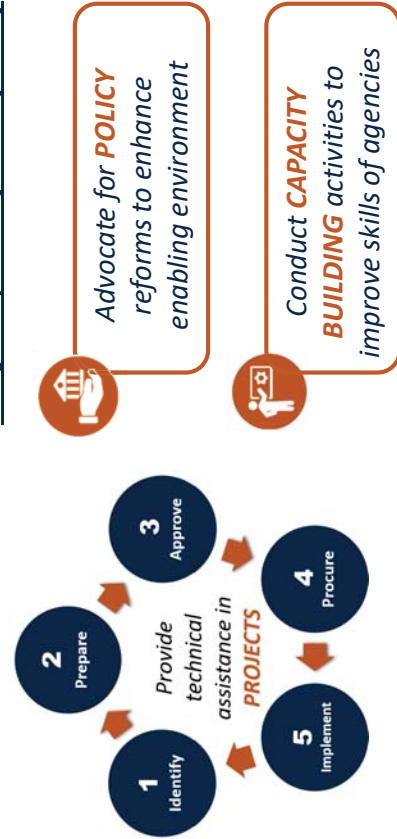 1
Identify
2
Prepare
3
Approve
4
Procure
5
Implement
Provide
technical
assistance in
PROJECTS
Advocate for POLICY
reforms to enhance
enabling environment
Conduct CAPACITY
BUILDING activities to
improve skills of agencies